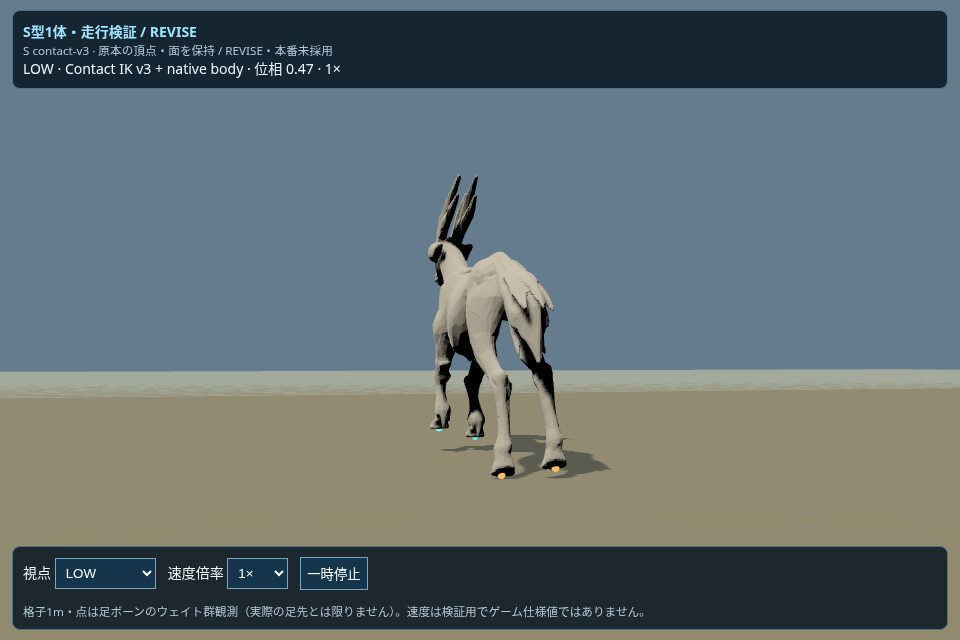 S型1体・走行検証 / REVISE
S contact-v3 · 原本の頂点・面を保持 / REVISE・本番未採用
LOW · Contact IK v3 + native body · 位相 0.47 · 1×
視点 LOW 速度倍率 1× 一時停止
格子1m・点は足ボーンのウェイト群観測（実際の足先とは限りません）。速度は検証用でゲーム仕様値ではありません。